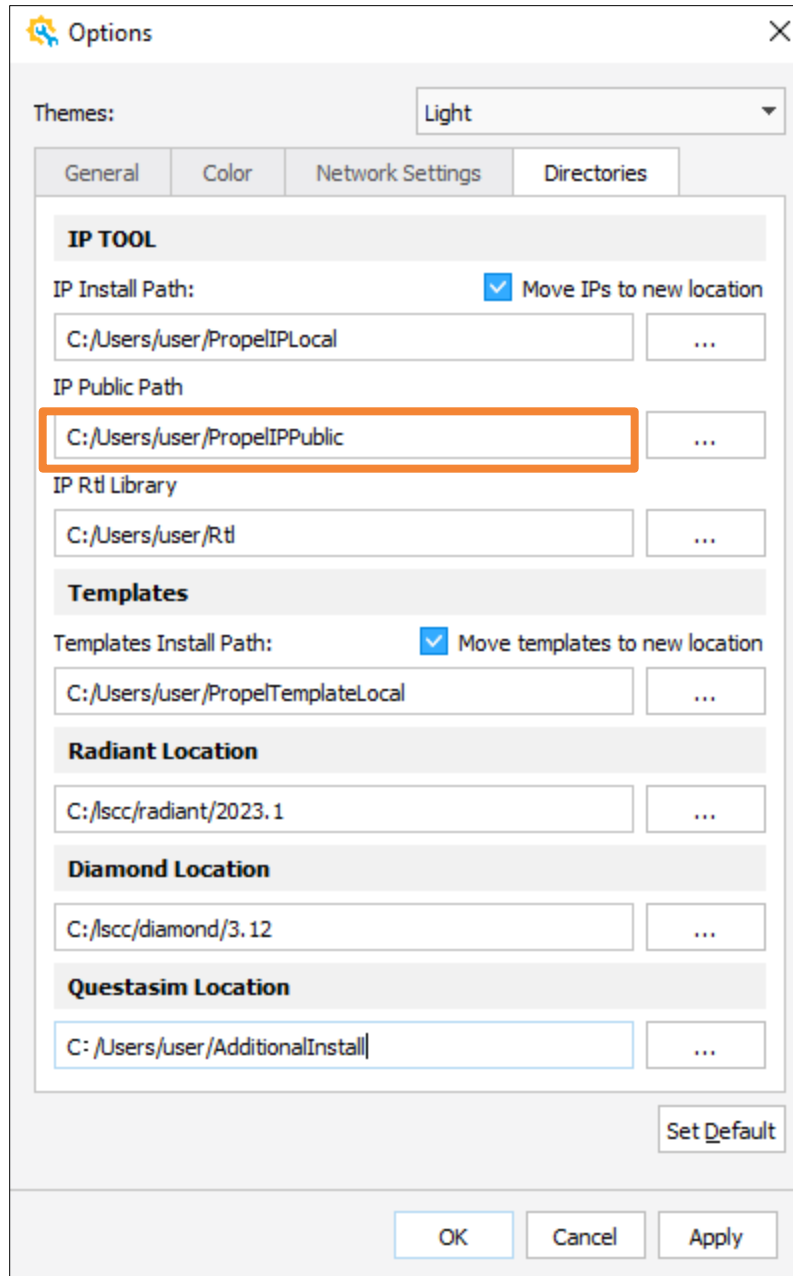 Options
Themes:
Light
General Color Network Settings Directories
IP TOOL
IP Install Path: Move IPs to new location
C:/Users/user/PropelIPLocal ...
IP Public Path
C:/Users/user/PropelIPPublic ...
IP Rtl Library
C:/Users/user/Rtl ...
Templates
Templates Install Path: Move templates to new location
C:/Users/user/PropelTemplateLocal ...
Radiant Location
C:/lscc/radiant/2023.1 ...
Diamond Location
C:/lscc/diamond/3.12 ...
Questasim Location
C: /Users/user/AdditionalInstall ...
Set Default
OK Cancel Apply